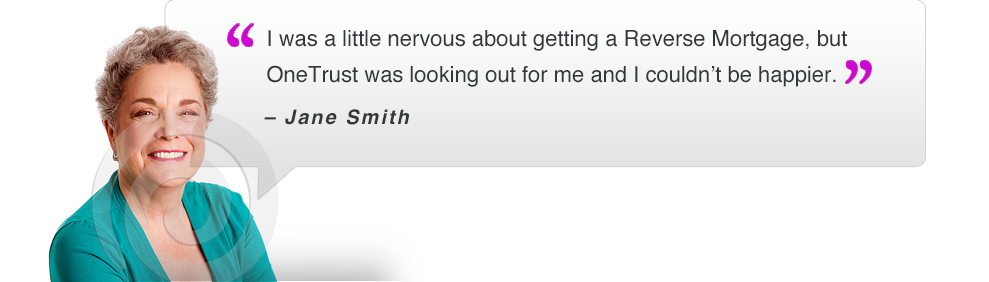 “ I was a little nervous about getting a Reverse Mortgage, but
OneTrust was looking out for me and I couldn’t be happier. ”
– Jane Smith